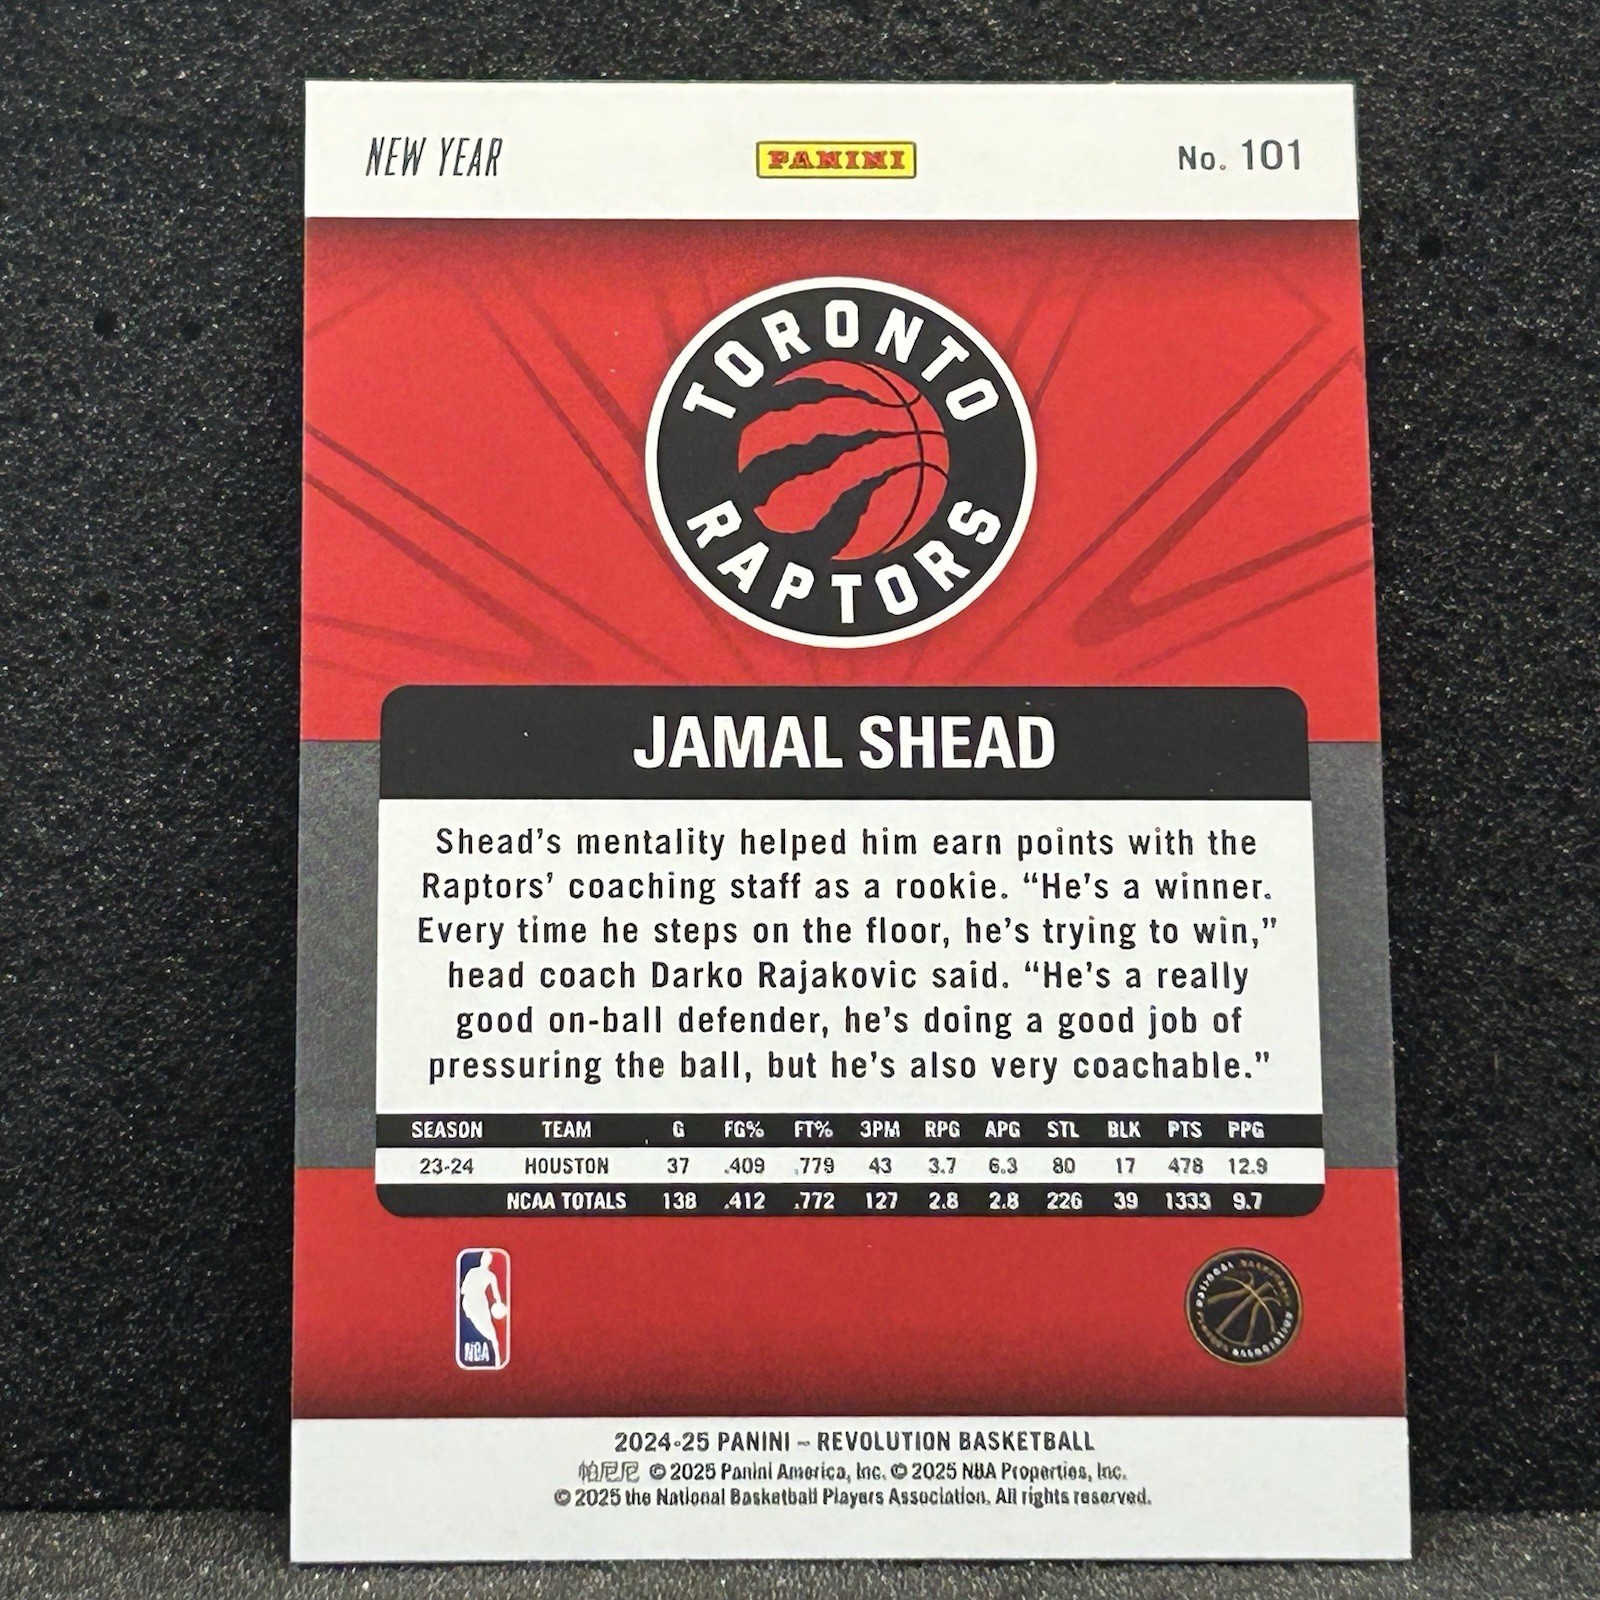 NEW YEAR
PANINI
No. 101
TORONTO
RAPTORS
JAMAL SHEAD
Shead's mentality helped him earn points with the
Raptors' coaching staff as a rookie. “He's a winner.
Every time he steps on the floor, he's trying to win,”
head coach Darko Rajakovic said. “He's a really
good on-ball defender, he's doing a good job of
pressuring the ball, but he's also very coachable.”
SEASON TEAM G FG% FT% 3PM RPG APG STL BLK PTS PPG
23-24 HOUSTON 37 .409 .779 43 3.7 6.3 80 17 478 12.9
NCAA TOTALS 138 .412 .772 127 2.8 2.8 226 39 1333 9.7
NBA
2024-25 PANINI – REVOLUTION BASKETBALL
帕尼尼 © 2025 Panini America, Inc. © 2025 NBA Properties, Inc.
© 2025 the National Basketball Players Association. All rights reserved.